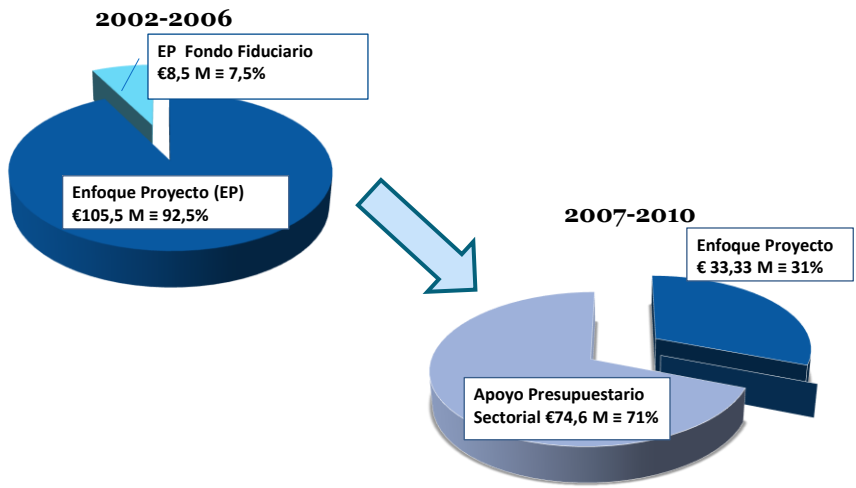 2002-2006
EP Fondo Fiduciario
€8,5 M ≡ 7,5%
Enfoque Proyecto (EP)
€105,5 M ≡ 92,5%
2007-2010
Enfoque Proyecto
€ 33,33 M ≡ 31%
Apoyo Presupuestario
Sectorial €74,6 M ≡ 71%